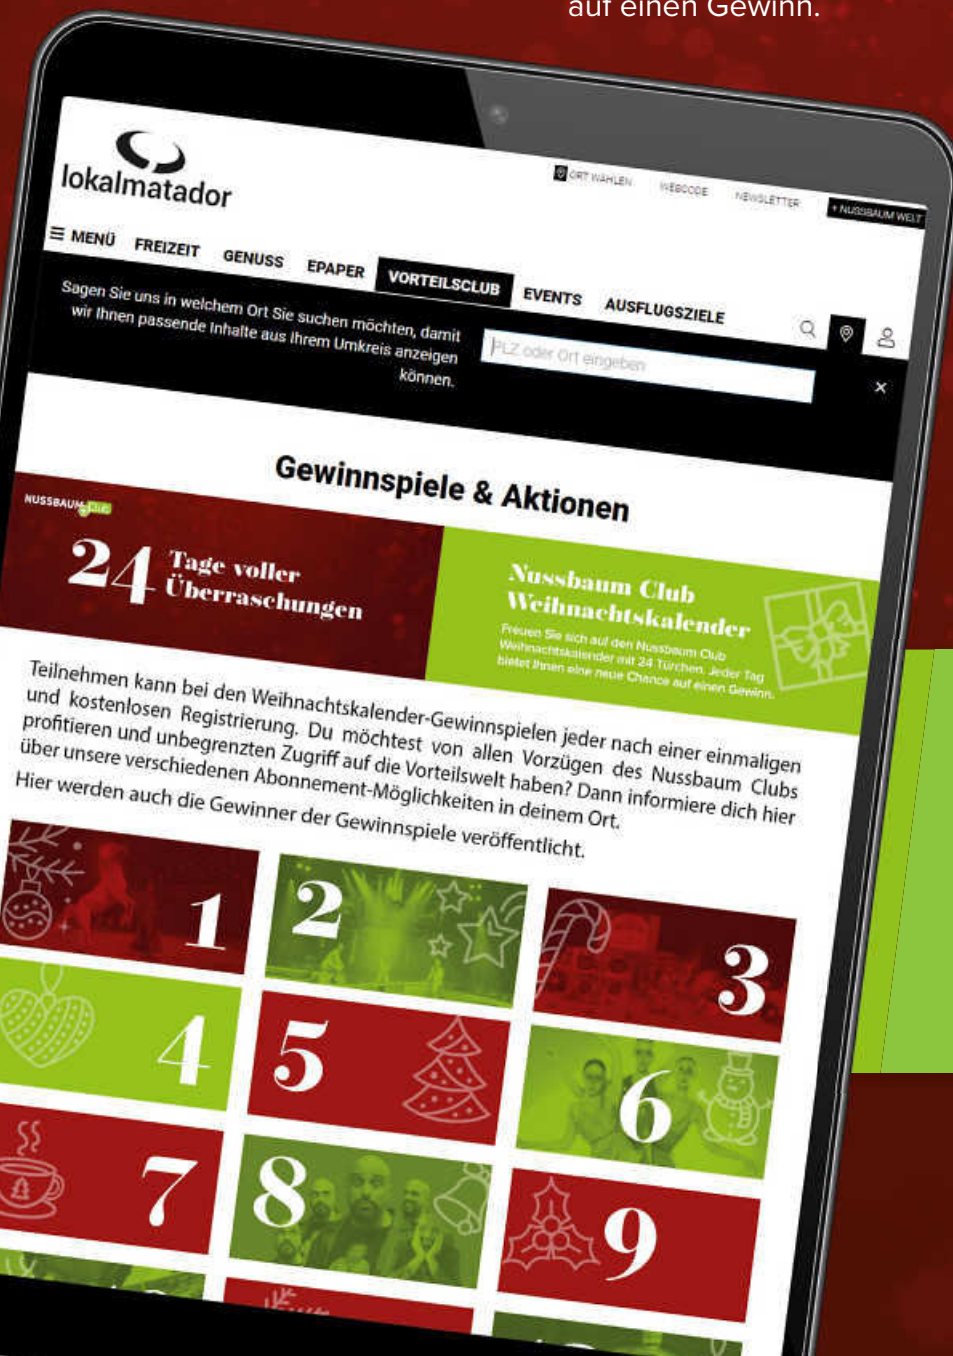 auf einen Gewinn.
lokalmatador
ORT WÄHLEN WEBCODE NEWSLETTER + NUSSBAUM WELT
MENÜ FREIZEIT GENUSS EPAPER VORTEILSCLUB EVENTS AUSFLUGSZIELE
Sagen Sie uns in welchem Ort Sie suchen möchten, damit
wir Ihnen passende Inhalte aus Ihrem Umkreis anzeigen
können.
PLZ oder Ort eingeben
Gewinnspiele & Aktionen
NUSSBAUM Club
24 Tage voller
Überraschungen
Nussbaum Club
Weihnachtskalender
Freuen Sie sich auf den Nussbaum Club
Weihnachtskalender mit 24 Türchen. Jeder Tag
bietet Ihnen eine neue Chance auf einen Gewinn.
Teilnehmen kann bei den Weihnachtskalender-Gewinnspielen jeder nach einer einmaligen
und kostenlosen Registrierung. Du möchtest von allen Vorzügen des Nussbaum Clubs
profitieren und unbegrenzten Zugriff auf die Vorteilswelt haben? Dann informiere dich hier
über unsere verschiedenen Abonnement-Möglichkeiten in deinem Ort.
Hier werden auch die Gewinner der Gewinnspiele veröffentlicht.
1 2 3
4 5 6
7 8 9